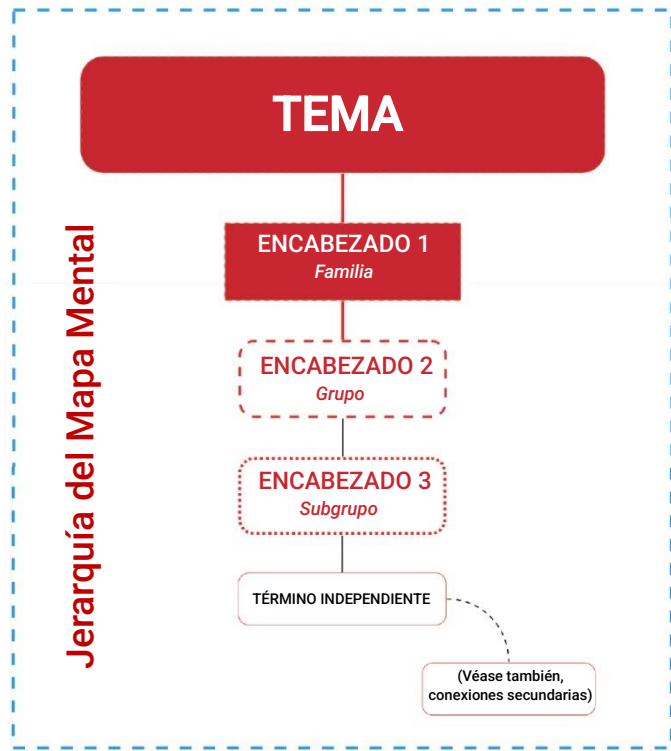 TEMA
ENCABEZADO 1
Familia
ENCABEZADO 2
Grupo
ENCABEZADO 3
Subgrupo
TÉRMINO INDEPENDIENTE
(Véase también,
conexiones secundarias)
Jerarquía del Mapa Mental